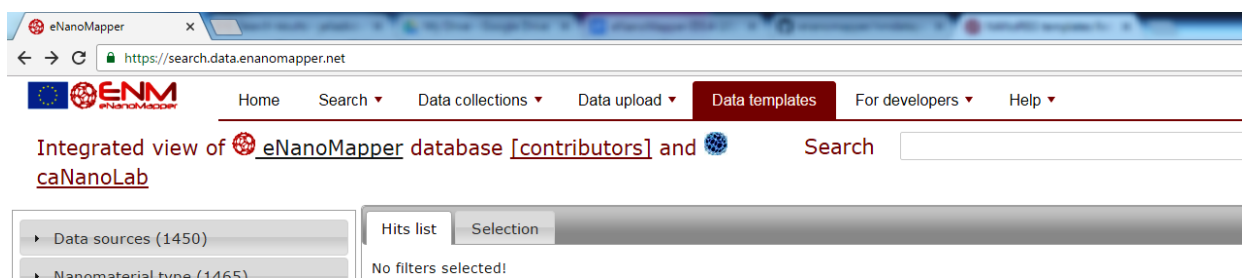 eNanoMapper
https://search.data.enanomapper.net
ENM
eNanoMapper
Home Search Data collections Data upload Data templates For developers Help
Integrated view of eNanoMapper database [contributors] and
caNanoLab
Search
Data sources (1450)
Nanomaterial type (1465)
Hits list Selection
No filters selected!